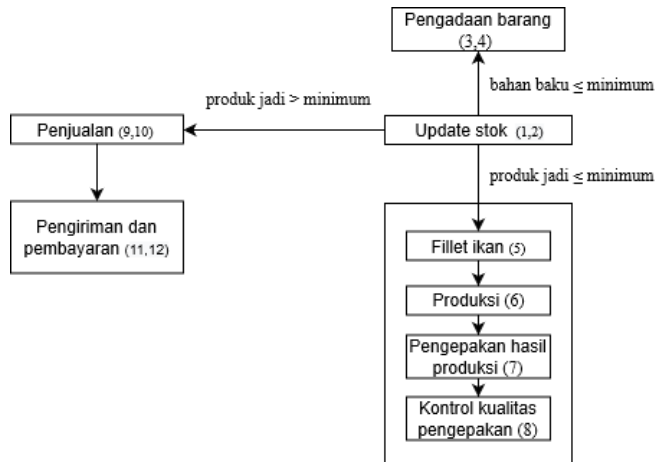 Pengadaan barang
(3,4)
produk jadi > minimum
bahan baku ≤ minimum
Penjualan (9,10)
Update stok (1,2)
produk jadi ≤ minimum
Pengiriman dan
pembayaran (11,12)
Fillet ikan (5)
Produksi (6)
Pengepakan hasil
produksi (7)
Kontrol kualitas
pengepakan (8)